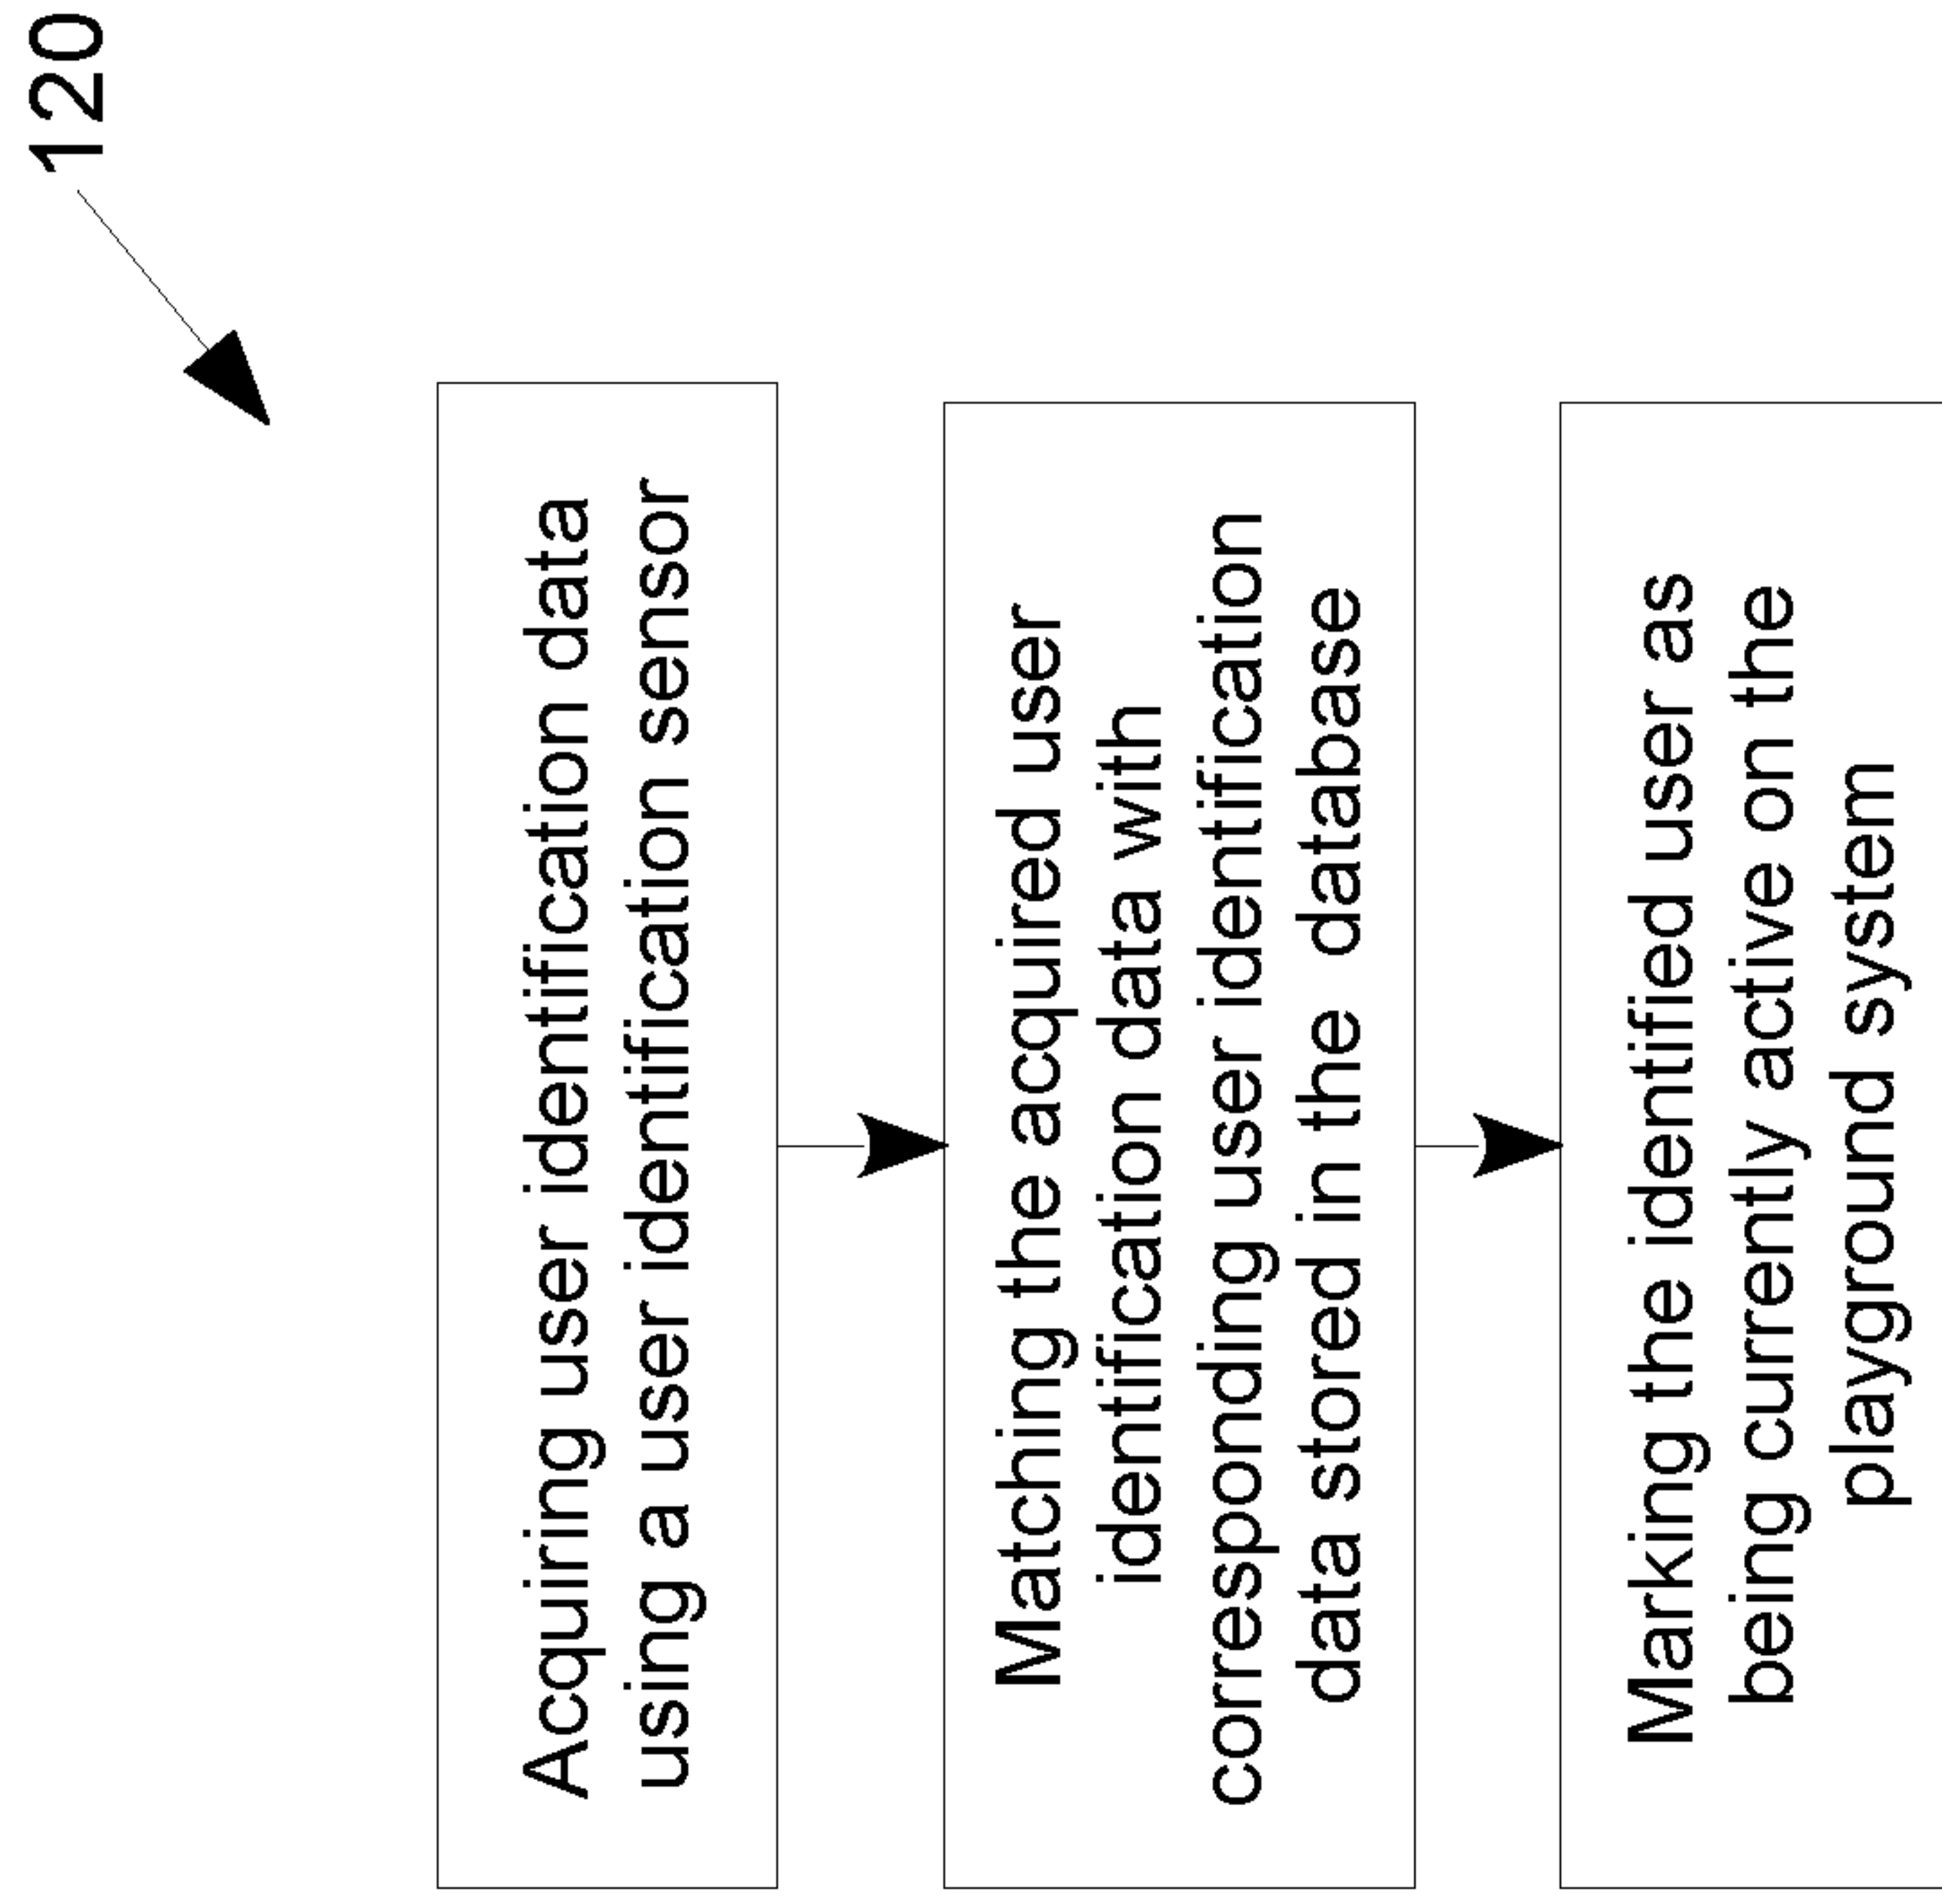 120
Acquiring user identification data
using a user identification sensor
Matching the acquired user
identification data with
corresponding user identification
data stored in the database
Marking the identified user as
being currently active on the
playground system